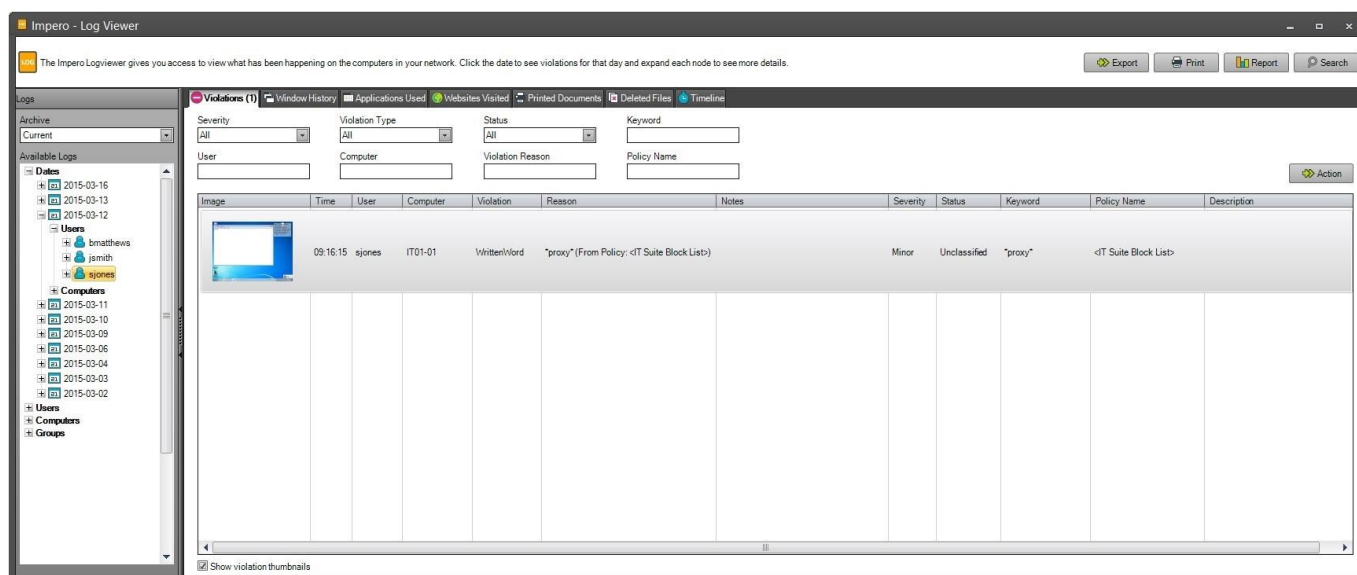 Impero - Log Viewer
LOG The Impero Logviewer gives you access to view what has been happening on the computers in your network. Click the date to see violations for that day and expand each node to see more details.
Export Print Report Search
Logs
Archive
Current
Available Logs
Dates
2015-03-16
2015-03-13
2015-03-12
Users
bmatthews
jsmith
sjones
Computers
2015-03-11
2015-03-10
2015-03-09
2015-03-06
2015-03-04
2015-03-03
2015-03-02
Users
Computers
Groups
Violations (1) Window History Applications Used Websites Visited Printed Documents Deleted Files Timeline
Severity Violation Type Status Keyword
All All All
User Computer Violation Reason Policy Name
Action
Image Time User Computer Violation Reason Notes Severity Status Keyword Policy Name Description
09:16:15 sjones IT01-01 WrittenWord "proxy" (From Policy: <IT Suite Block List>) Minor Unclassified "proxy" <IT Suite Block List>
Show violation thumbnails